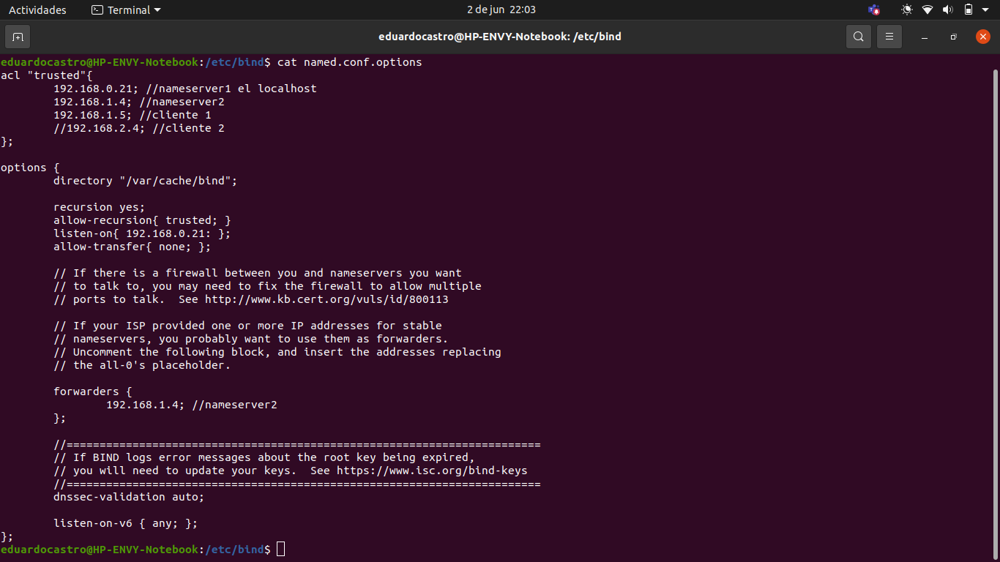 Actividades
Terminal
2 de jun 22:03
eduardocastro@HP-ENVY-Notebook: /etc/bind
eduardocastro@HP-ENVY-Notebook:/etc/bind$ cat named.conf.options
acl "trusted"{
        192.168.0.21; //nameserver1 el localhost
        192.168.1.4; //nameserver2
        192.168.1.5; //cliente 1
        //192.168.2.4; //cliente 2
};

options {
        directory "/var/cache/bind";

        recursion yes;
        allow-recursion{ trusted; }
        listen-on{ 192.168.0.21: };
        allow-transfer{ none; };

        // If there is a firewall between you and nameservers you want
        // to talk to, you may need to fix the firewall to allow multiple
        // ports to talk.  See http://www.kb.cert.org/vuls/id/800113

        // If your ISP provided one or more IP addresses for stable
        // nameservers, you probably want to use them as forwarders.
        // Uncomment the following block, and insert the addresses replacing
        // the all-0's placeholder.

        forwarders {
                192.168.1.4; //nameserver2
        };

        //========================================================================
        // If BIND logs error messages about the root key being expired,
        // you will need to update your keys.  See https://www.isc.org/bind-keys
        //========================================================================
        dnssec-validation auto;

        listen-on-v6 { any; };
};
eduardocastro@HP-ENVY-Notebook:/etc/bind$